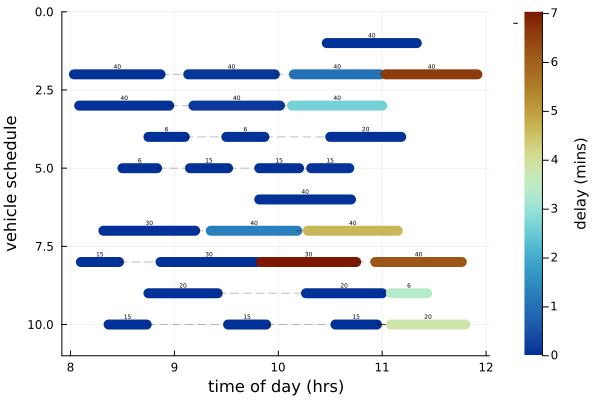 0.0
2.5
5.0
7.5
10.0
vehicle schedule
40
40 40 40 40
40 40 40
6 6 20
6 15 15 15
40
30 40 40
15 30 30 40
20 20 6
15 15 15 20
8 9 10 11 12
time of day (hrs)
7
6
5
4
3
2
1
0
delay (mins)